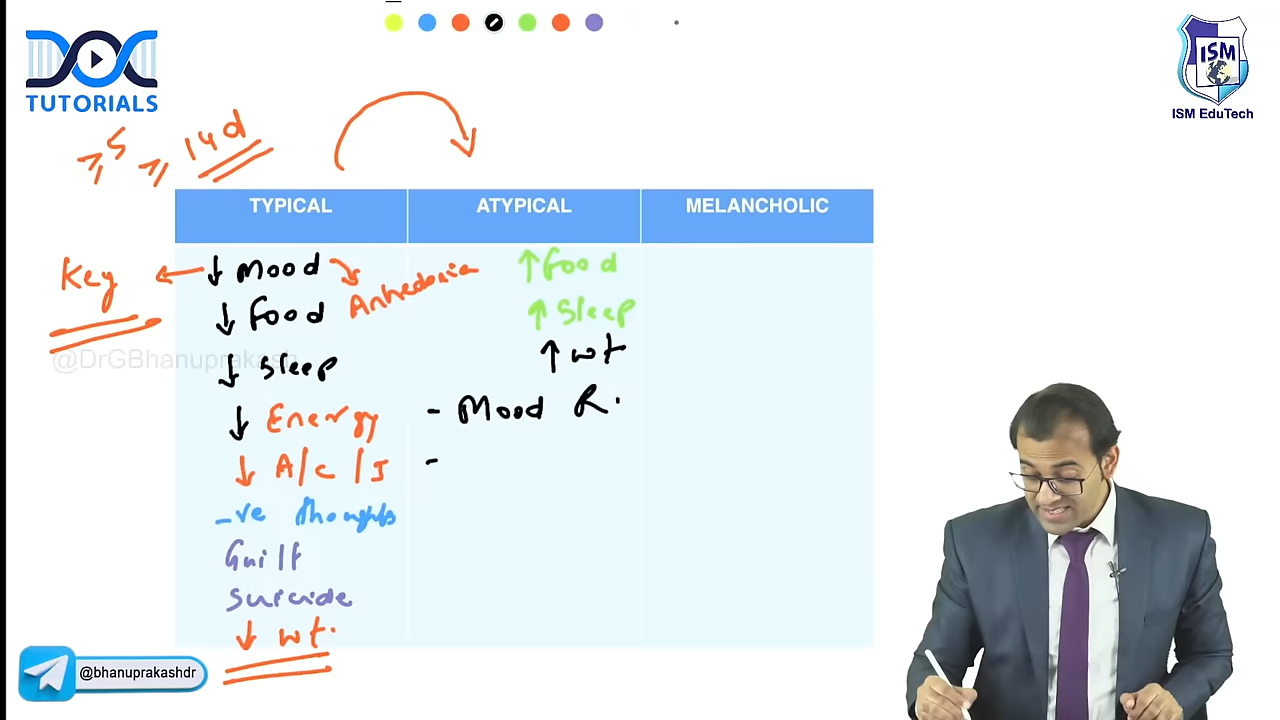 TUTORIALS
ISM
ISM EduTech
≥5 ≥ 14d
TYPICAL ATYPICAL MELANCHOLIC
Key ← ↓ Mood → Anhedonia
↓ Food
↓ Sleep
↓ Energy
↓ A/C/I
-ve thoughts
Guilt
Suicide
↓ wt.
↑ Food
↑ Sleep
↑ wt
- Mood R.
-
@DrGBhanuprakash
@bhanuprakashdr